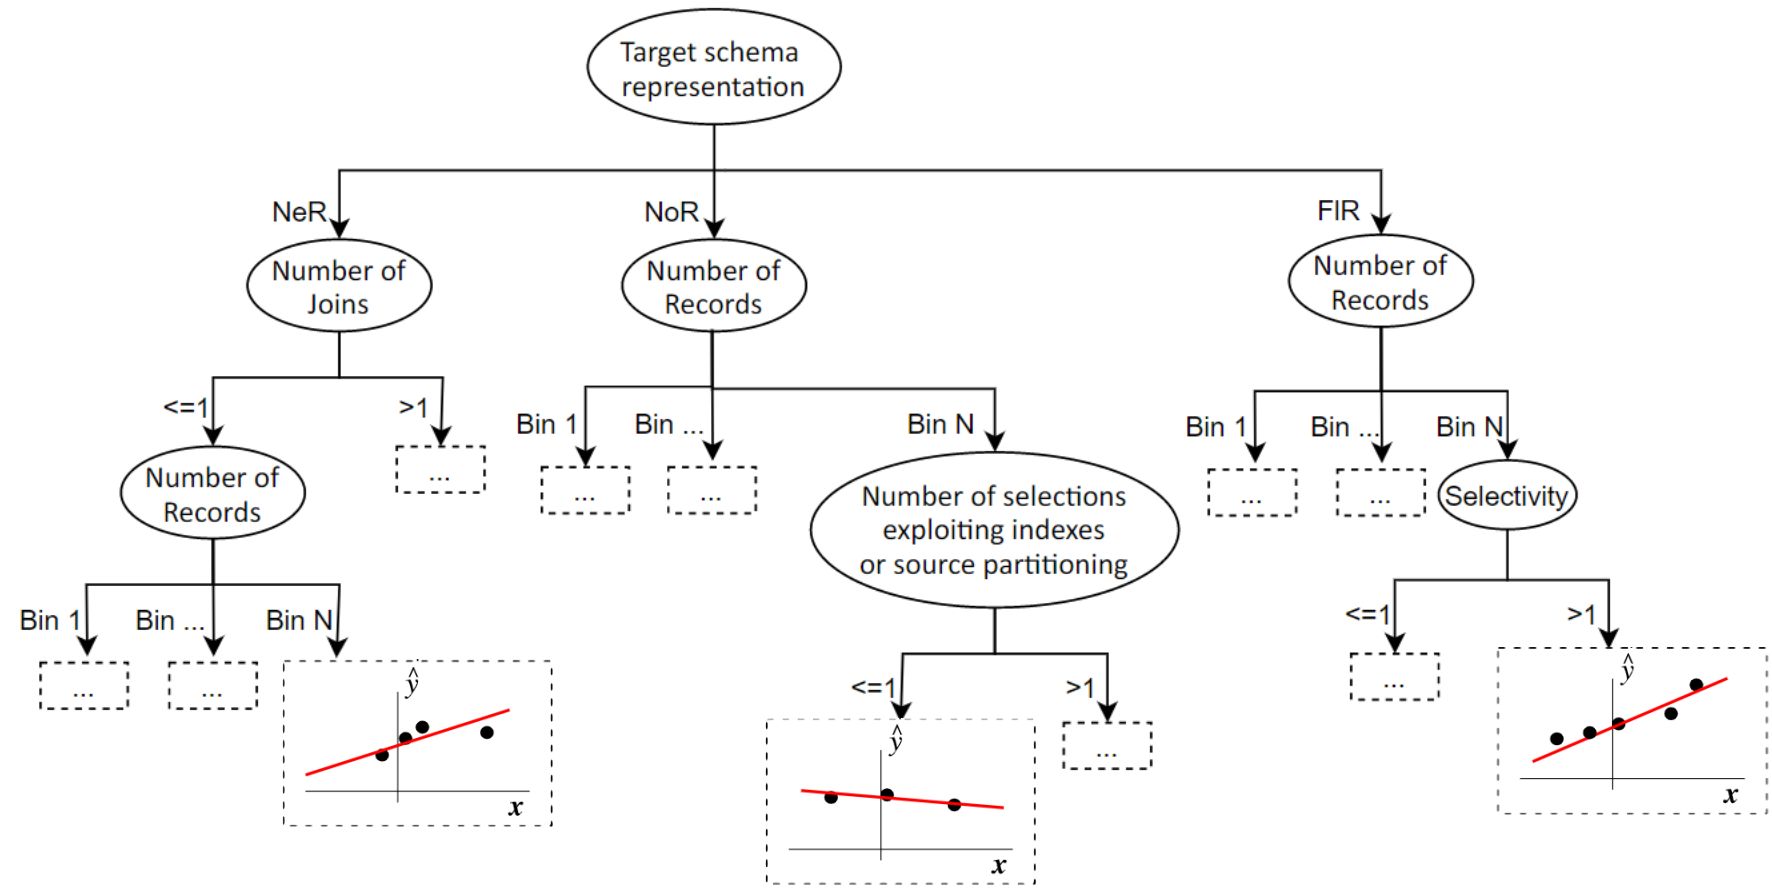 Target schema
representation
NeR
NoR
FlR
Number of
Joins
Number of
Records
Number of
Records
<=1
>1
Bin 1
Bin ...
Bin N
Bin 1
Bin ...
Bin N
...
...
...
...
...
Number of
Records
Number of selections
exploiting indexes
or source partitioning
Selectivity
Bin 1
Bin ...
Bin N
<=1
>1
<=1
>1
...
...
ŷ
x
ŷ
x
...
...
ŷ
x